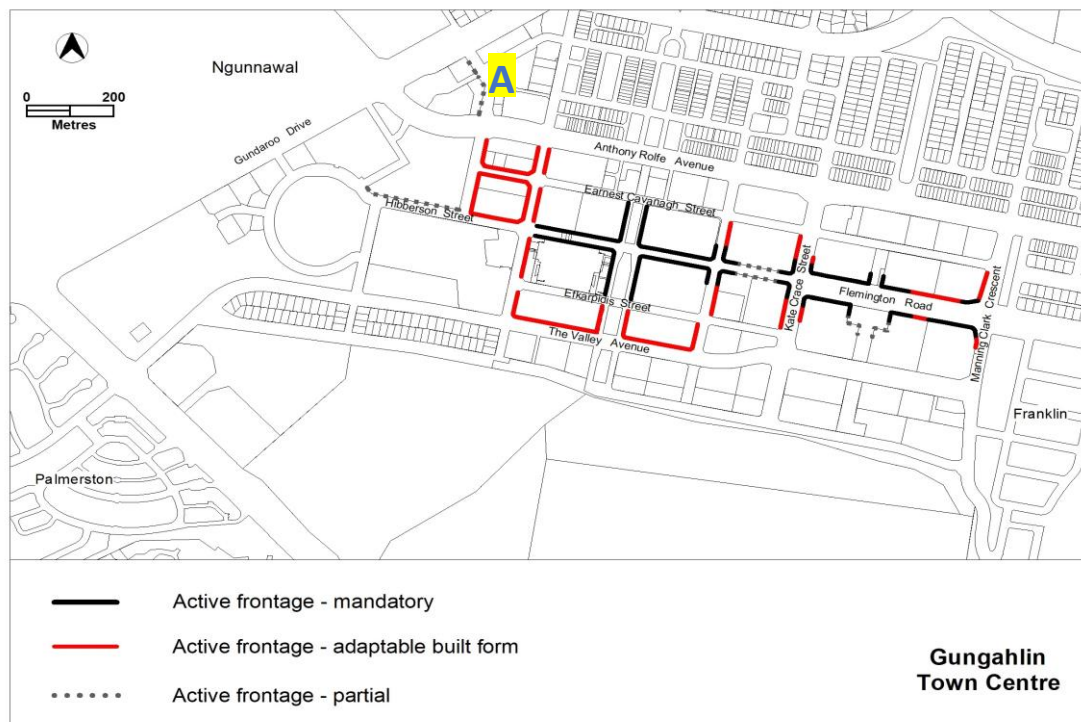 Ngunnawal
A
0 200
Metres
Gundaroo Drive
Anthony Rolfe Avenue
Earnest Cavanagh Street
Hibberson Street
Kate Crace Street
Manning Clark Crescent
Flemington Road
Efkarpidis Street
The Valley Avenue
Franklin
Palmerston
Active frontage - mandatory
Active frontage - adaptable built form
Active frontage - partial
Gungahlin
Town Centre